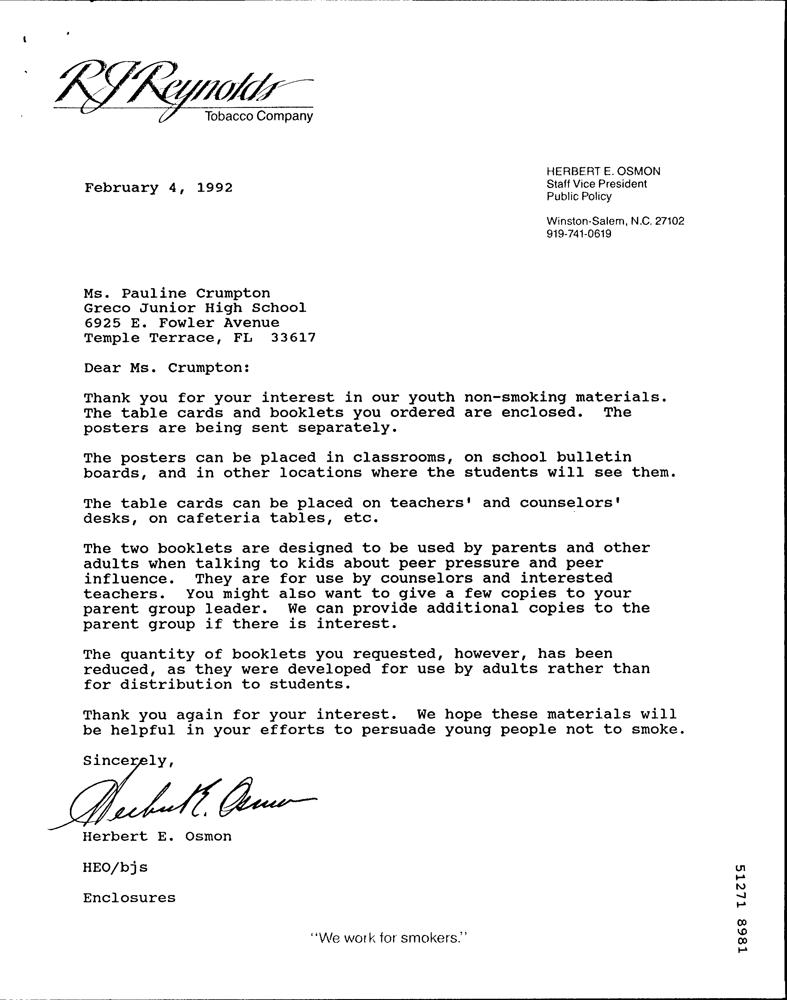 RJReynolds
Tobacco Company
HERBERT E. OSMON
Staff Vice President
Public Policy
Winston-Salem, N.C. 27102
919-741-0619
February 4, 1992
Ms. Pauline Crumpton
Greco Junior High School
6925 E. Fowler Avenue
Temple Terrace, FL  33617
Dear Ms. Crumpton:
Thank you for your interest in our youth non-smoking materials.
The table cards and booklets you ordered are enclosed.  The
posters are being sent separately.
The posters can be placed in classrooms, on school bulletin
boards, and in other locations where the students will see them.
The table cards can be placed on teachers' and counselors'
desks, on cafeteria tables, etc.
The two booklets are designed to be used by parents and other
adults when talking to kids about peer pressure and peer
influence.  They are for use by counselors and interested
teachers.  You might also want to give a few copies to your
parent group leader.  We can provide additional copies to the
parent group if there is interest.
The quantity of booklets you requested, however, has been
reduced, as they were developed for use by adults rather than
for distribution to students.
Thank you again for your interest.  We hope these materials will
be helpful in your efforts to persuade young people not to smoke.
Sincerely,
Herbert E. Osmon
Herbert E. Osmon
HEO/bjs
Enclosures
"We work for smokers."
51271 8981